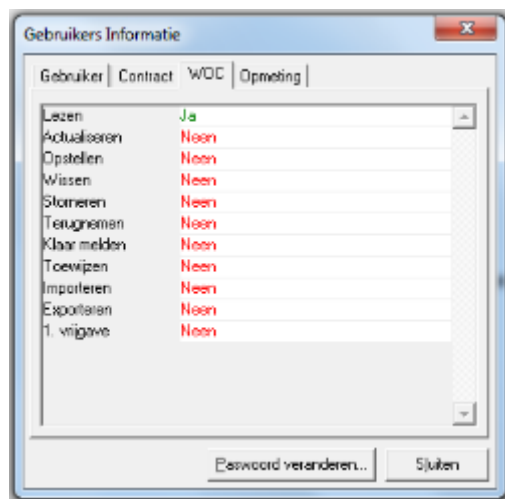 Gebruikers Informatie
Gebruiker Contract WOC Opmeting
Lezen Ja
Actualiseren Neen
Opstellen Neen
Wissen Neen
Storneren Neen
Terugnemen Neen
Klaar melden Neen
Toewijzen Neen
Importeren Neen
Exporteren Neen
1. vrijgave Neen
Paswoord veranderen... Sluiten